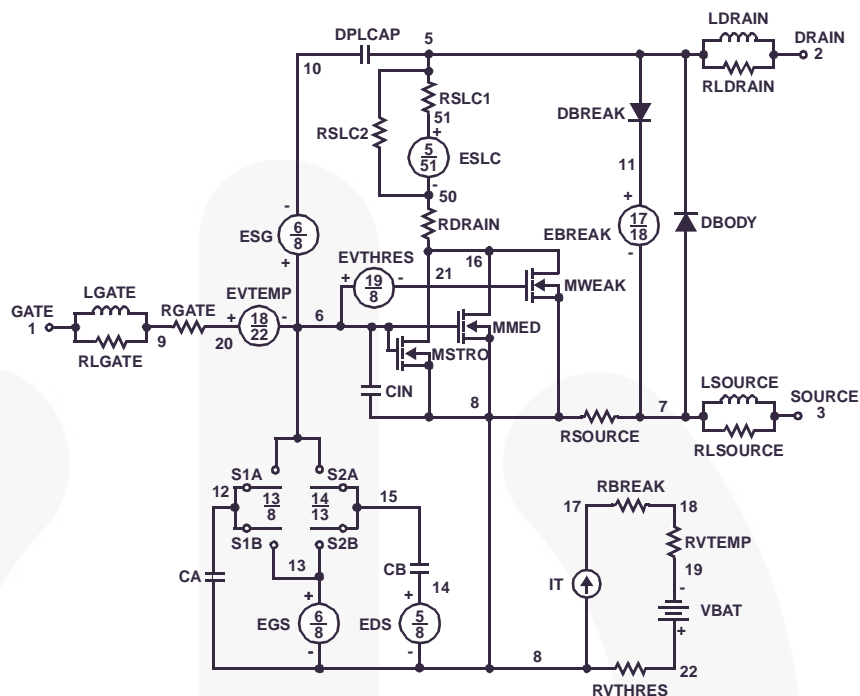 LDRAIN
DPLCAP 5 DRAIN
10 2
RLDRAIN
RSLC1
DBREAK
RSLC2 51
+
5
51
ESLC
11
-
50
- +
RDRAIN
ESG 6
8
EBREAK 17
18
DBODY
EVTHRES
+ 16 -
+ 19
8
- 21
MWEAK
LGATE EVTEMP
GATE RGATE + 18
22
- 6
1 MMED
9 20 MSTRO
RLGATE
LSOURCE
CIN 8 7 SOURCE
3
RSOURCE
RLSOURCE
S1A S2A
12 13
8
14
13
15 RBREAK
17 18
S1B S2B
RVTEMP
13 CB
CA 14 IT 19
-
+ +
EGS 6
8
EDS 5
8
VBAT
+
- - 8 22
RVTHRES